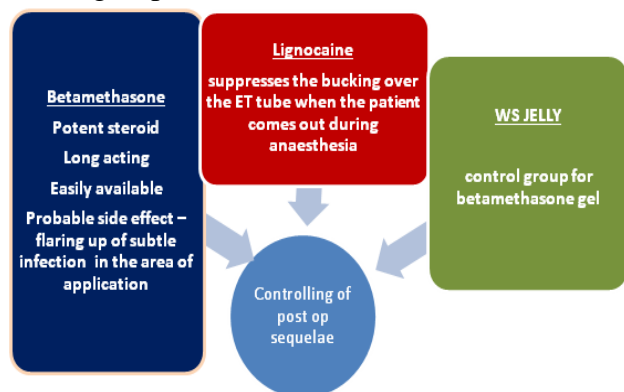 Betamethasone
Potent steroid
Long acting
Easily available
Probable side effect –
flaring up of subtle
infection in the area of
application
Lignocaine
suppresses the bucking over
the ET tube when the patient
comes out during
anaesthesia
WS JELLY
control group for
betamethasone gel
Controlling of
post op
sequelae